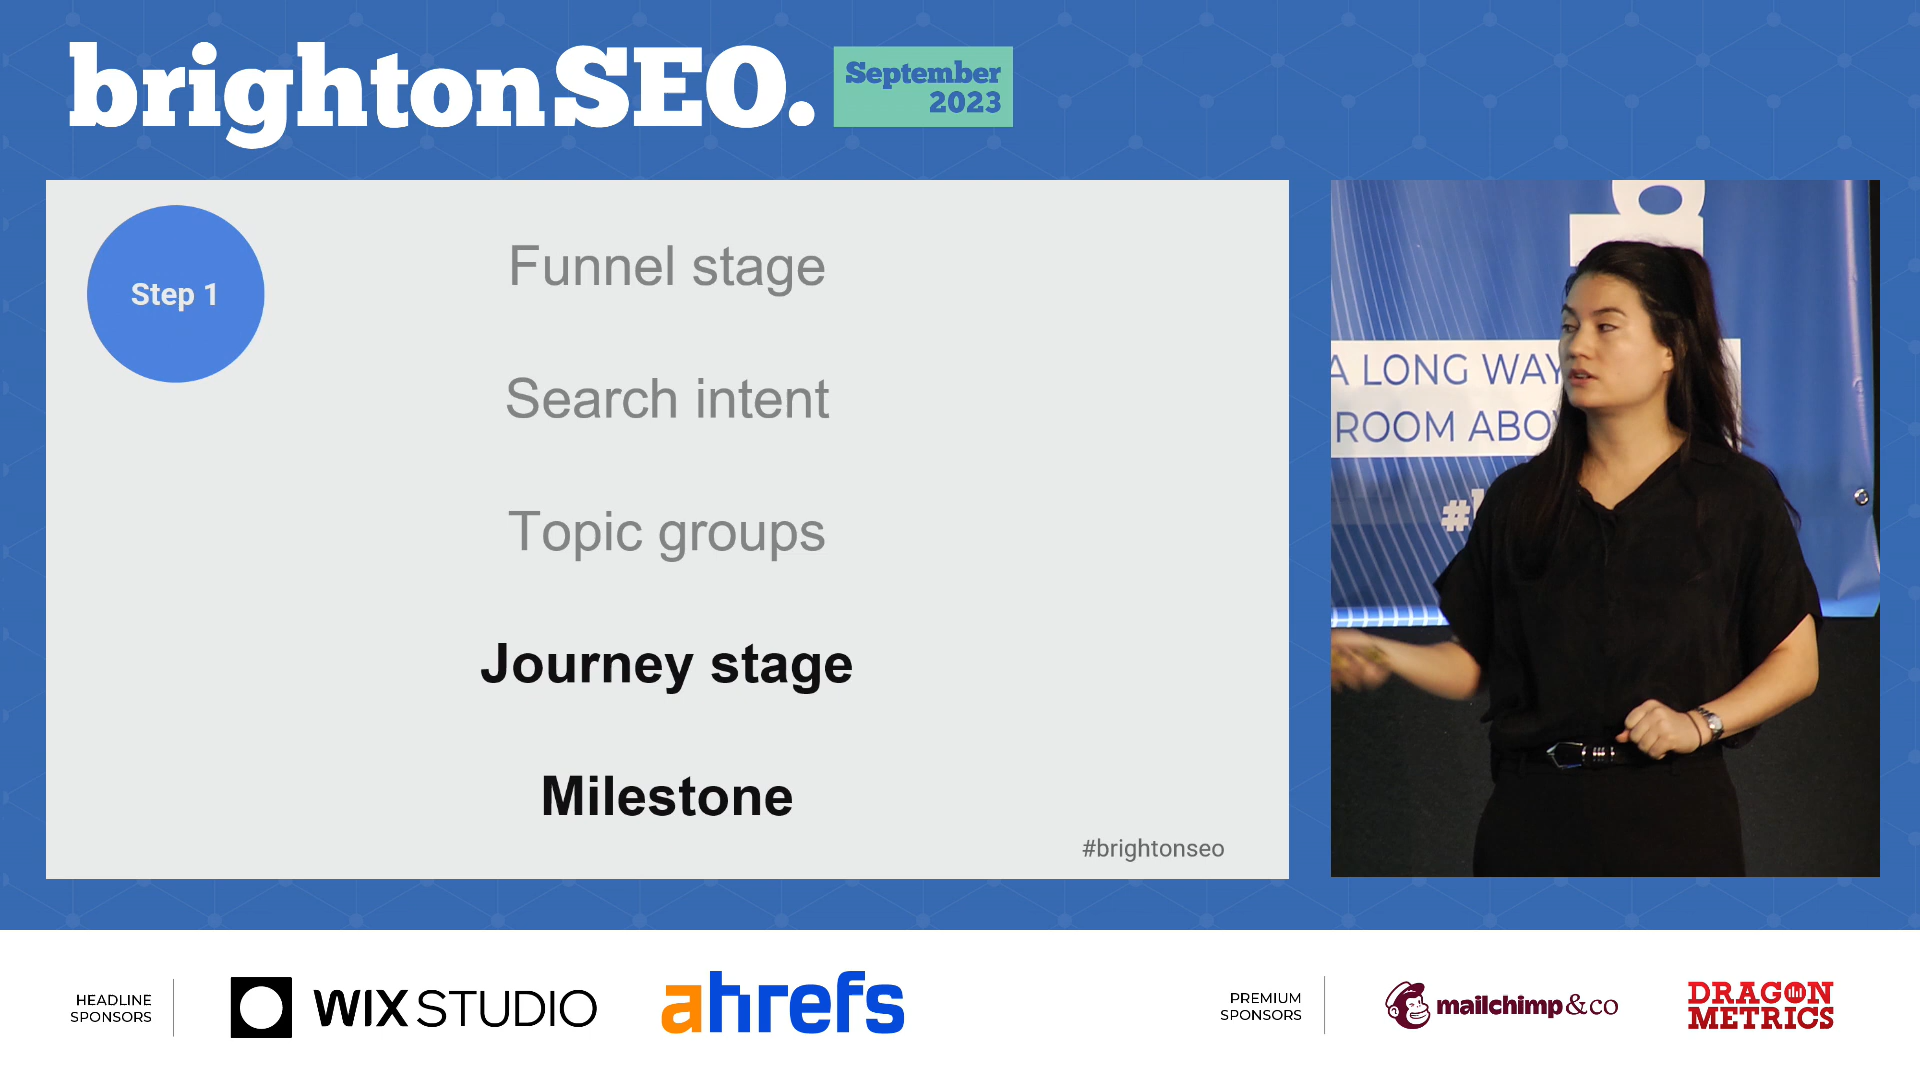 brightonSEO.
September
2023
Step 1
Funnel stage
Search intent
Topic groups
Journey stage
Milestone
#brightonseo
A LONG WAY
ROOM ABO
#
HEADLINE
SPONSORS
WIX STUDIO
ahrefs
PREMIUM
SPONSORS
mailchimp & co
DRAGON
METRICS